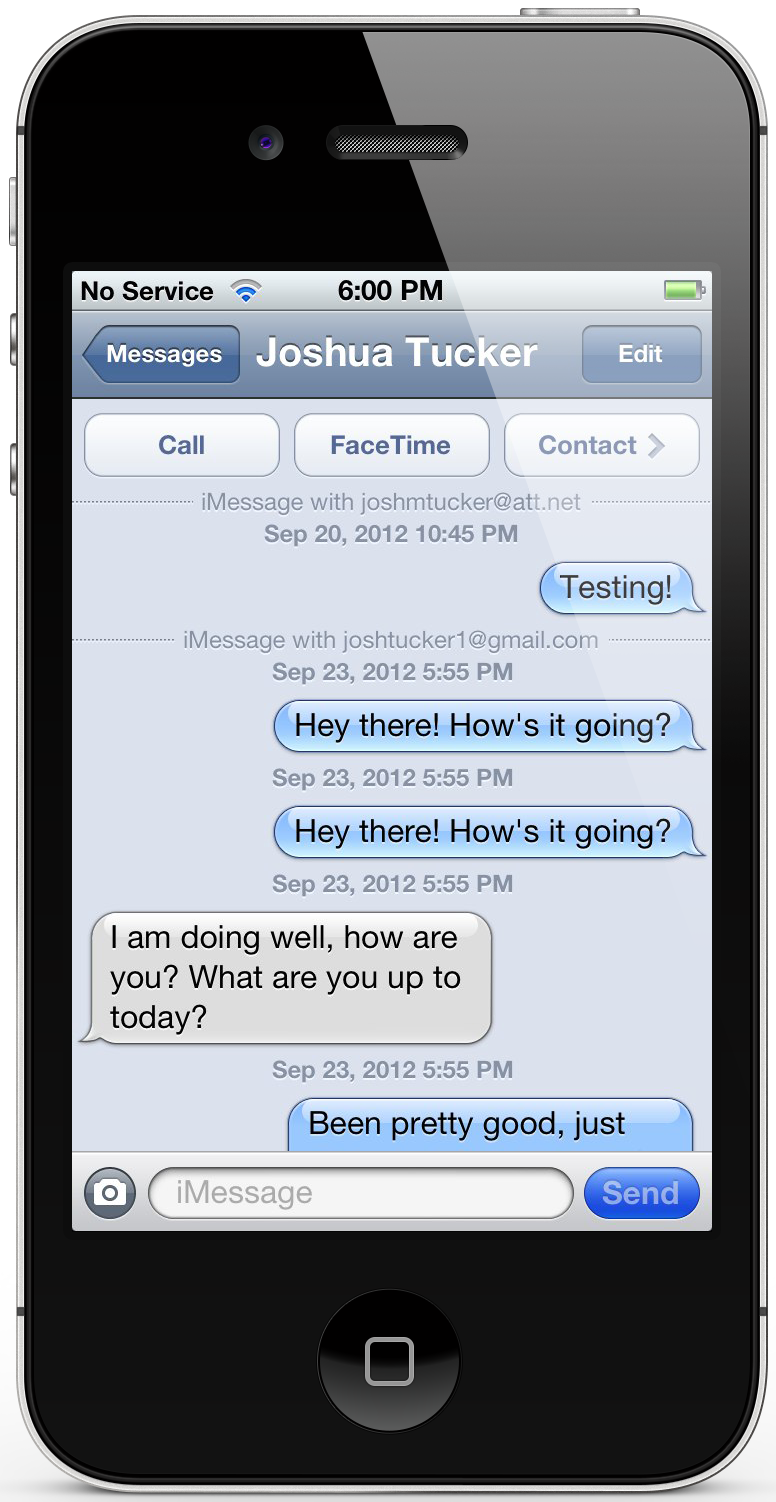 No Service 6:00 PM
Messages Joshua Tucker Edit
Call FaceTime Contact
iMessage with joshmtucker@att.net
Sep 20, 2012 10:45 PM
Testing!
iMessage with joshtucker1@gmail.com
Sep 23, 2012 5:55 PM
Hey there! How's it going?
Sep 23, 2012 5:55 PM
Hey there! How's it going?
Sep 23, 2012 5:55 PM
I am doing well, how are
you? What are you up to
today?
Sep 23, 2012 5:55 PM
Been pretty good, just
iMessage Send